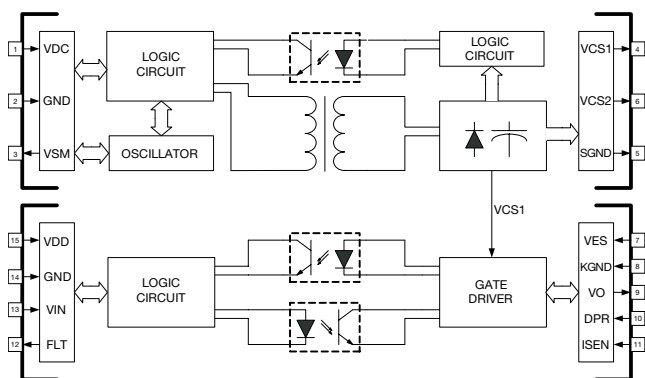 1
VDC
2
GND
3
VSM
LOGIC
CIRCUIT
OSCILLATOR
LOGIC
CIRCUIT
VCS1
4
VCS2
6
SGND
5
VCS1
15
VDD
14
GND
13
VIN
12
FLT
LOGIC
CIRCUIT
GATE
DRIVER
VES
7
KGND
8
VO
9
DPR
10
ISEN
11